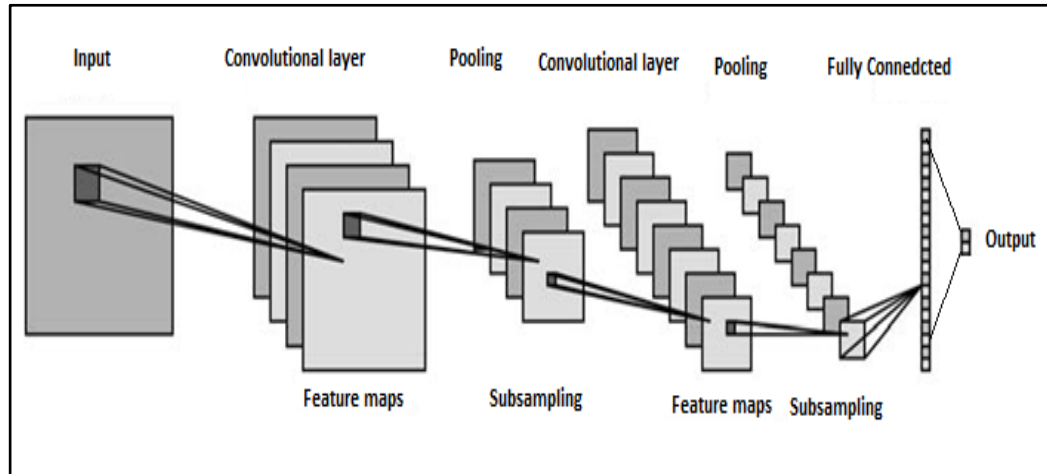 Input
Convolutional layer
Pooling
Convolutional layer
Pooling
Fully Connedcted
Output
Feature maps
Subsampling
Feature maps
Subsampling